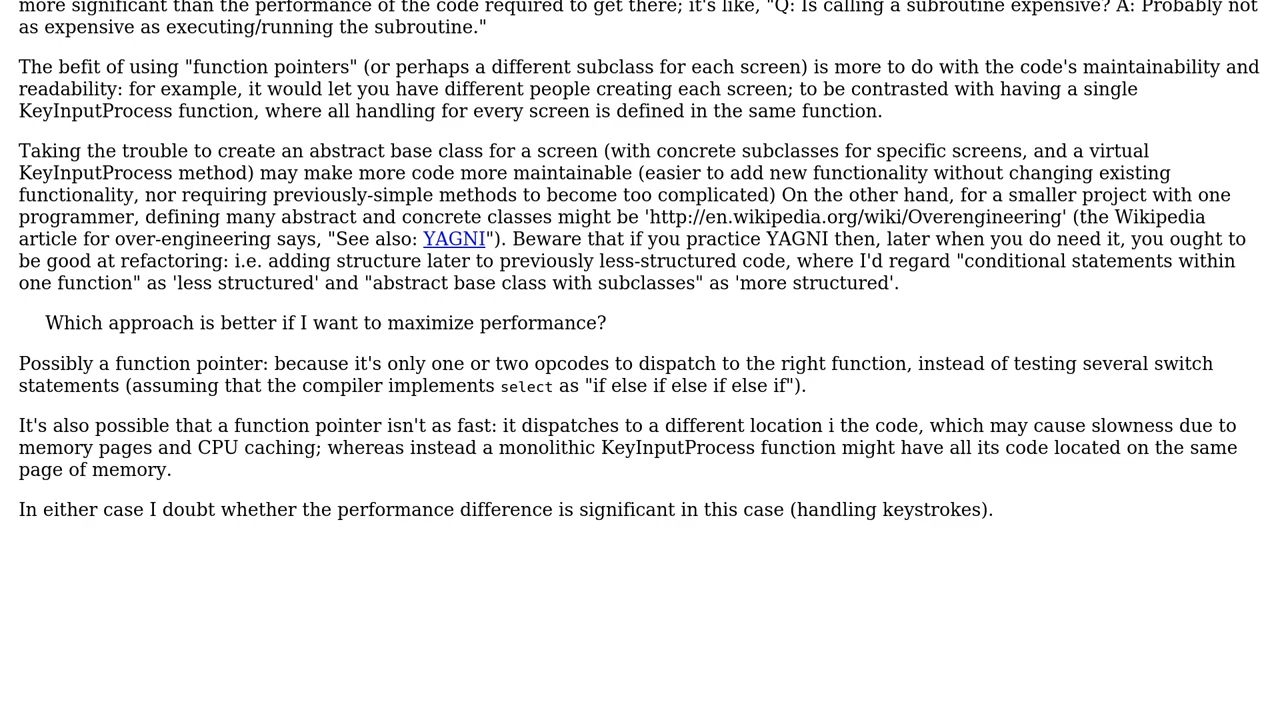 more significant than the performance of the code required to get there; it's like, "Q: Is calling a subroutine expensive? A: Probably not
as expensive as executing/running the subroutine."
The befit of using "function pointers" (or perhaps a different subclass for each screen) is more to do with the code's maintainability and
readability: for example, it would let you have different people creating each screen; to be contrasted with having a single
KeyInputProcess function, where all handling for every screen is defined in the same function.
Taking the trouble to create an abstract base class for a screen (with concrete subclasses for specific screens, and a virtual
KeyInputProcess method) may make more code more maintainable (easier to add new functionality without changing existing
functionality, nor requiring previously-simple methods to become too complicated) On the other hand, for a smaller project with one
programmer, defining many abstract and concrete classes might be 'http://en.wikipedia.org/wiki/Overengineering' (the Wikipedia
article for over-engineering says, "See also: YAGNI"). Beware that if you practice YAGNI then, later when you do need it, you ought to
be good at refactoring: i.e. adding structure later to previously less-structured code, where I'd regard "conditional statements within
one function" as 'less structured' and "abstract base class with subclasses" as 'more structured'.
Which approach is better if I want to maximize performance?
Possibly a function pointer: because it's only one or two opcodes to dispatch to the right function, instead of testing several switch
statements (assuming that the compiler implements select as "if else if else if else if").
It's also possible that a function pointer isn't as fast: it dispatches to a different location i the code, which may cause slowness due to
memory pages and CPU caching; whereas instead a monolithic KeyInputProcess function might have all its code located on the same
page of memory.
In either case I doubt whether the performance difference is significant in this case (handling keystrokes).